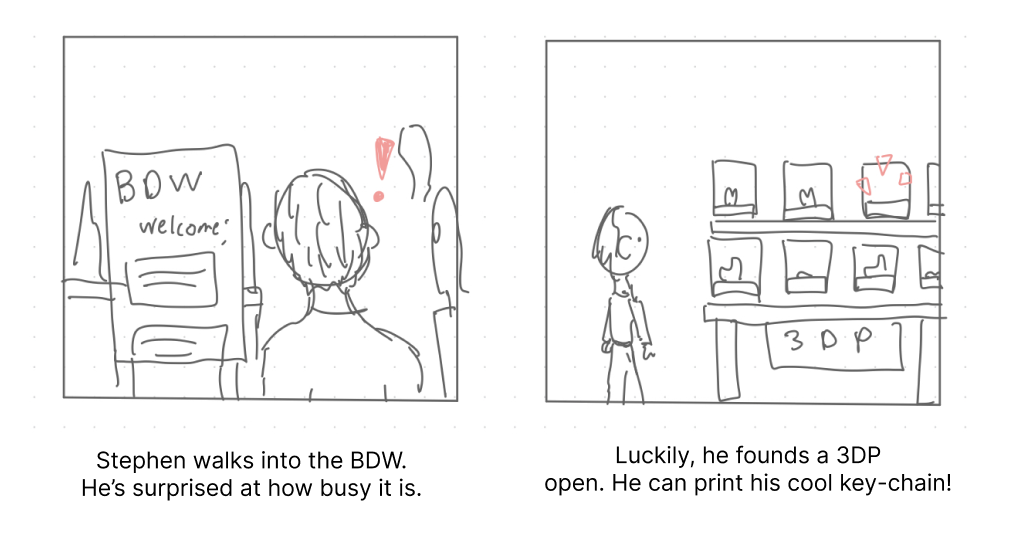 BDW
welcome!
Stephen walks into the BDW.
He's surprised at how busy it is.
3DP
Luckily, he founds a 3DP
open. He can print his cool key-chain!